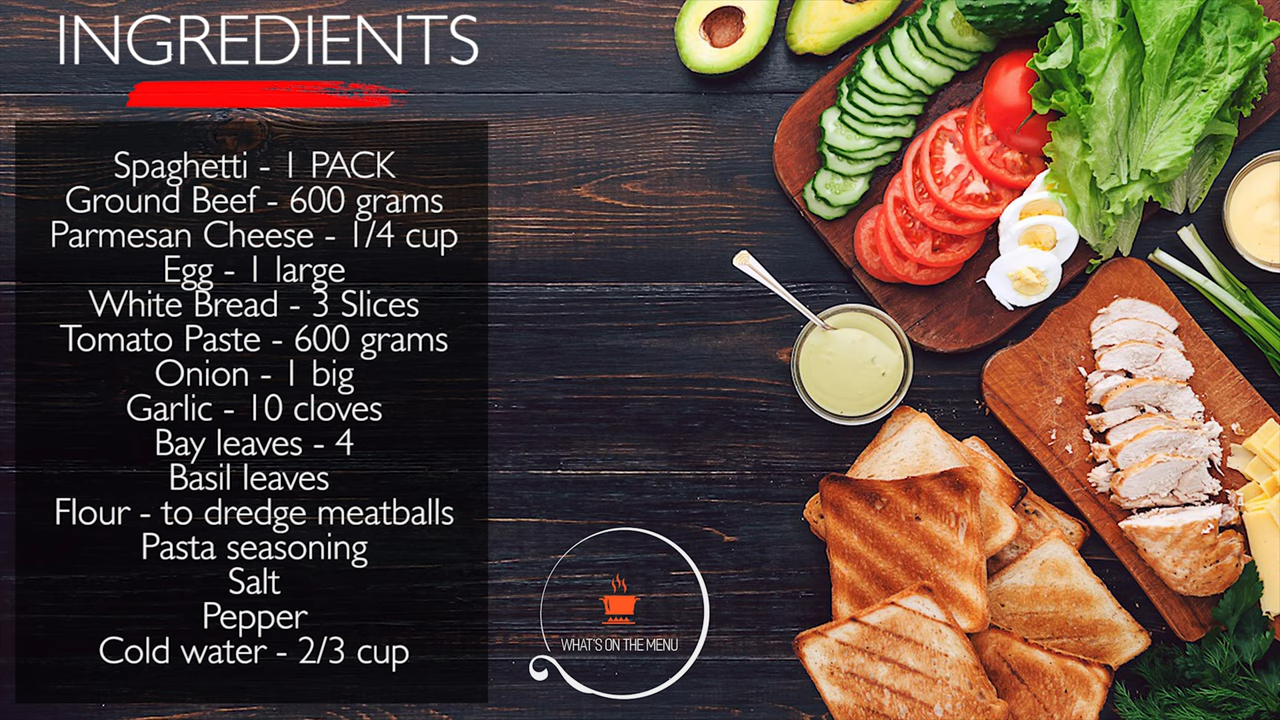 INGREDIENTS
Spaghetti - 1 PACK
Ground Beef - 600 grams
Parmesan Cheese - 1/4 cup
Egg - 1 large
White Bread - 3 Slices
Tomato Paste - 600 grams
Onion - 1 big
Garlic - 10 cloves
Bay leaves - 4
Basil leaves
Flour - to dredge meatballs
Pasta seasoning
Salt
Pepper
Cold water - 2/3 cup
WHAT'S ON THE MENU